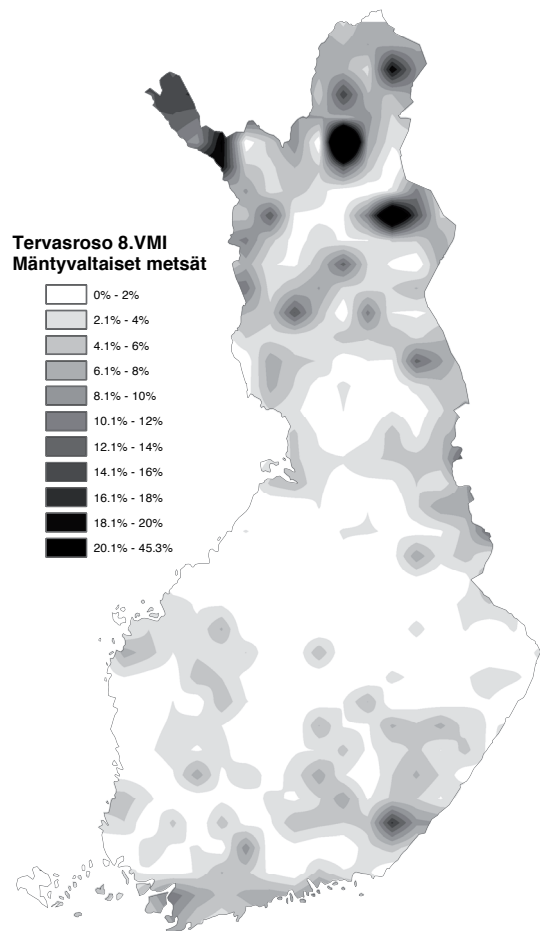 Tervasroso 8.VMI
Mäntyvaltaiset metsät
0% - 2%
2.1% - 4%
4.1% - 6%
6.1% - 8%
8.1% - 10%
10.1% - 12%
12.1% - 14%
14.1% - 16%
16.1% - 18%
18.1% - 20%
20.1% - 45.3%